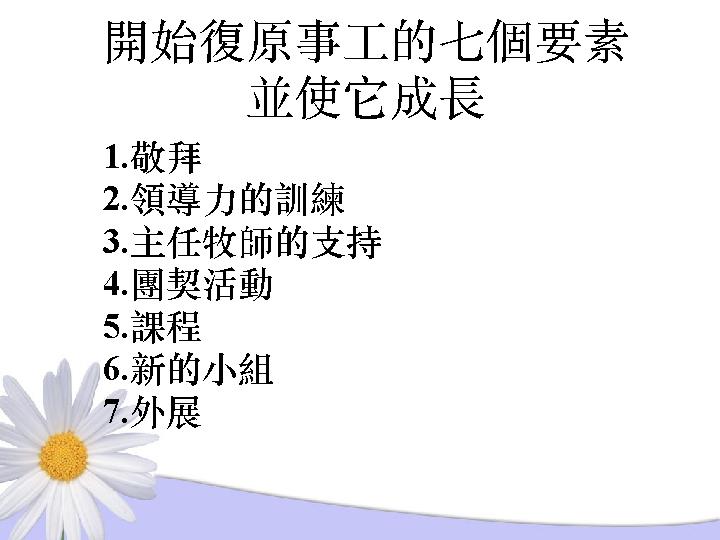 開始復原事工的七個要素
並使它成長
1. 敬拜
2. 領導力的訓練
3. 主任牧師的支持
4. 團契活動
5. 課程
6. 新的小組
7. 外展